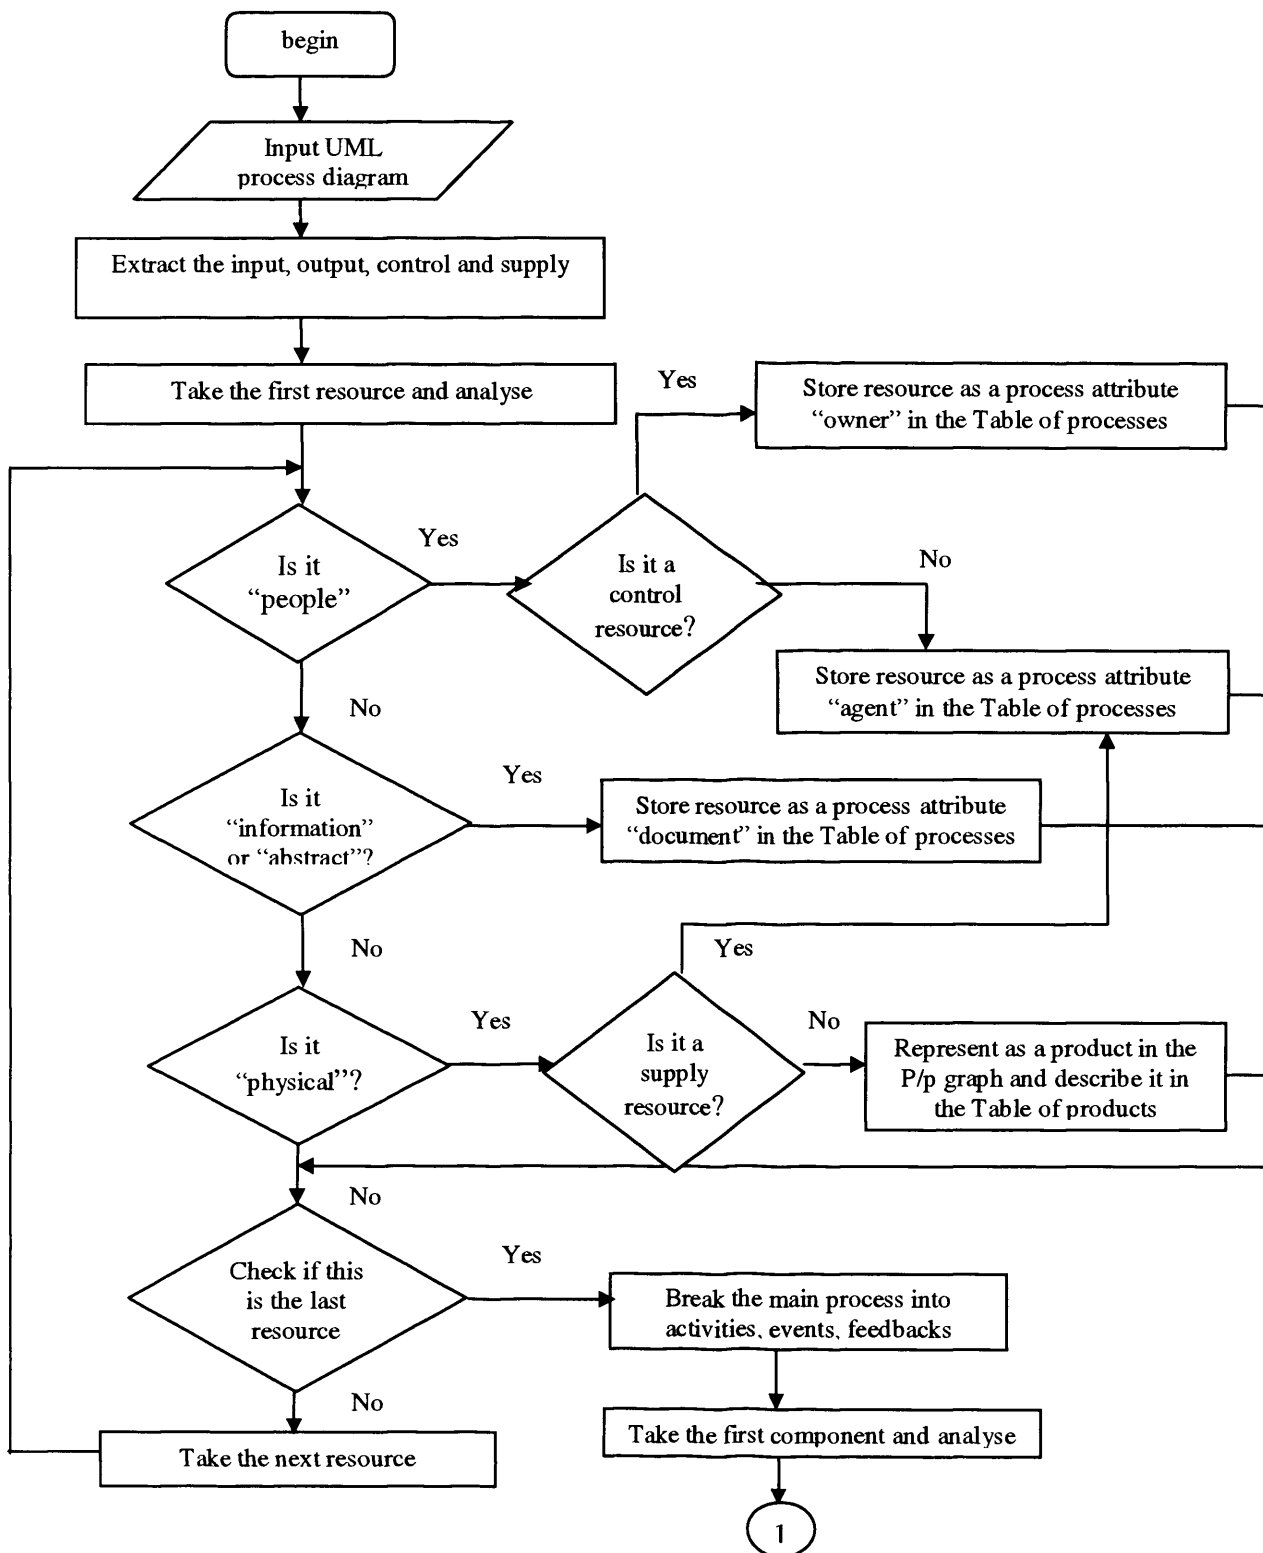 begin
Input UML
process diagram
Extract the input, output, control and supply
Take the first resource and analyse
Yes
Store resource as a process attribute
“owner” in the Table of processes
Is it
“people”
Yes
Is it a
control
resource?
No
Store resource as a process attribute
“agent” in the Table of processes
No
Is it
“information”
or “abstract”?
Yes
Store resource as a process attribute
“document” in the Table of processes
No
Yes
Is it
“physical”?
Yes
Is it a
supply
resource?
No
Represent as a product in the
P/p graph and describe it in
the Table of products
No
Check if this
is the last
resource
Yes
Break the main process into
activities, events, feedbacks
No
Take the next resource
Take the first component and analyse
1